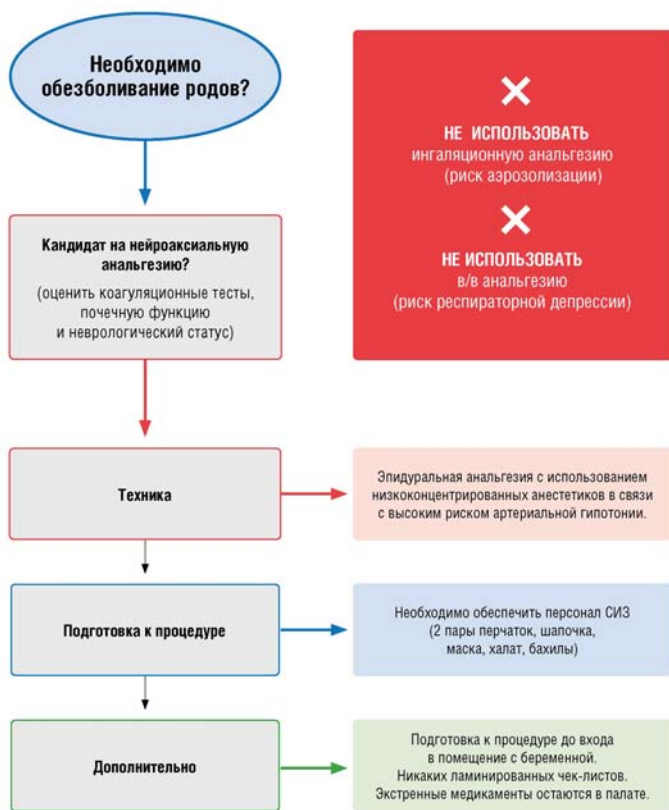 Необходимо
обезболивание родов?
НЕ ИСПОЛЬЗОВАТЬ
ингаляционную анальгезию
(риск аэрозолизации)
НЕ ИСПОЛЬЗОВАТЬ
в/в анальгезию
(риск респираторной депрессии)
Кандидат на нейроаксиальную
анальгезию?
(оценить коагуляционные тесты,
почечную функцию
и неврологический статус)
Техника
Эпидуральная анальгезия с использованием
низкоконцентрированных анестетиков в связи
с высоким риском артериальной гипотонии.
Подготовка к процедуре
Необходимо обеспечить персонал СИЗ
(2 пары перчаток, шапочка,
маска, халат, бахилы)
Дополнительно
Подготовка к процедуре до входа
в помещение с беременной.
Никаких ламинированных чек-листов.
Экстренные медикаменты остаются в палате.